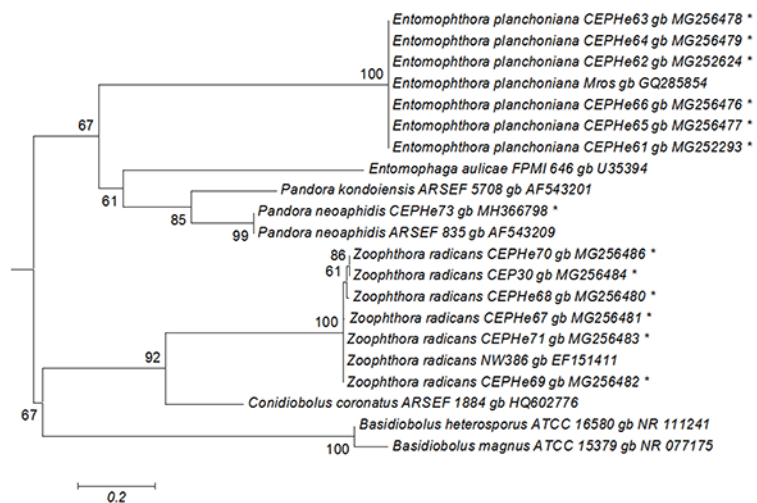 Entomophthora planchoniana CEPHe63 gb MG256478 *
Entomophthora planchoniana CEPHe64 gb MG256479 *
Entomophthora planchoniana CEPHe62 gb MG252624 *
100
Entomophthora planchoniana Mros gb GQ285854
Entomophthora planchoniana CEPHe66 gb MG256476 *
67
Entomophthora planchoniana CEPHe65 gb MG256477 *
Entomophthora planchoniana CEPHe61 gb MG252293 *
Entomophaga aulicae FPMI 646 gb U35394
61
Pandora kondoiensis ARSEF 5708 gb AF543201
85
Pandora neoaphidis CEPHe73 gb MH366798 *
99
Pandora neoaphidis ARSEF 835 gb AF543209
86
Zoophthora radicans CEPHe70 gb MG256486 *
61
Zoophthora radicans CEP30 gb MG256484 *
Zoophthora radicans CEPHe68 gb MG256480 *
100
Zoophthora radicans CEPHe67 gb MG256481 *
Zoophthora radicans CEPHe71 gb MG256483 *
92
Zoophthora radicans NW386 gb EF151411
Zoophthora radicans CEPHe69 gb MG256482 *
Conidiobolus coronatus ARSEF 1884 gb HQ602776
67
Basidiobolus heterosporus ATCC 16580 gb NR 111241
100
Basidiobolus magnus ATCC 15379 gb NR 077175
0.2